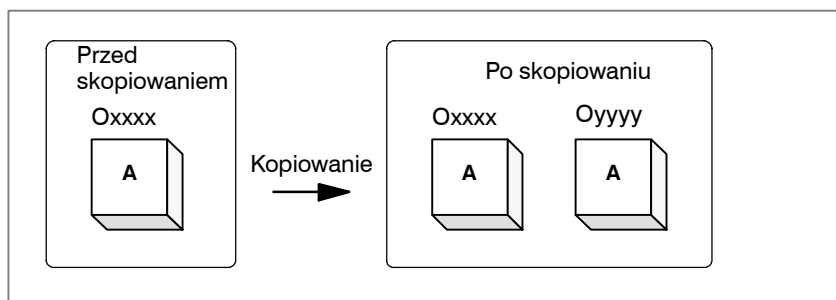 Przed
skopiowaniem
Oxxxx
A
Kopiowanie
Po skopiowaniu
Oxxxx
Oyyyy
A
A